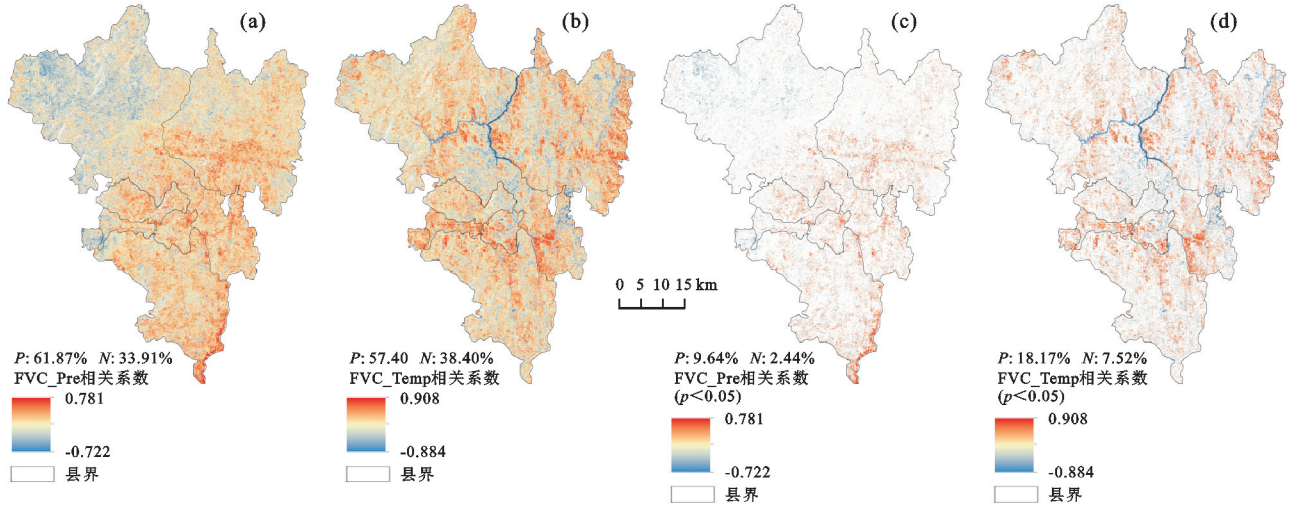 (a)
(b)
(c)
(d)
0 5 10 15 km
P: 61.87% N: 33.91%
FVC_Pre相关系数
0.781
-0.722
县界
P: 57.40 N: 38.40%
FVC_Temp相关系数
0.908
-0.884
县界
P: 9.64% N: 2.44%
FVC_Pre相关系数
(p<0.05)
0.781
-0.722
县界
P: 18.17% N: 7.52%
FVC_Temp相关系数
(p<0.05)
0.908
-0.884
县界